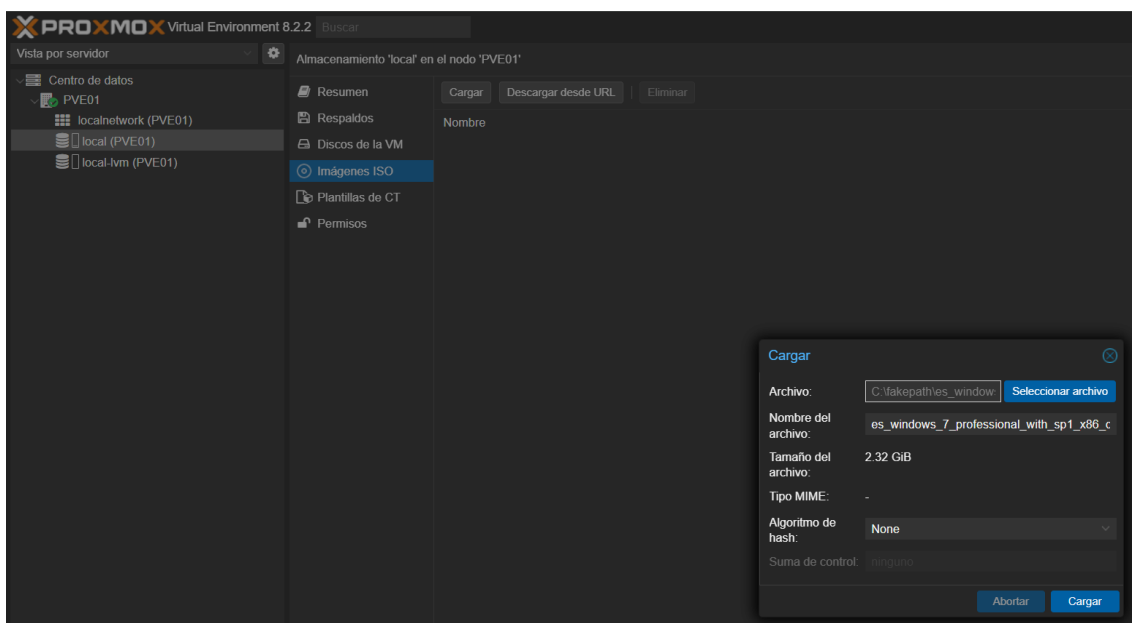 PROXMOX Virtual Environment 8.2.2 Buscar
Vista por servidor
Centro de datos
PVE01
localnetwork (PVE01)
local (PVE01)
local-lvm (PVE01)
Almacenamiento 'local' en el nodo 'PVE01'
Resumen
Respaldos
Discos de la VM
Imágenes ISO
Plantillas de CT
Permisos
Cargar Descargar desde URL Eliminar
Nombre
Cargar
Archivo: C:\fakepath\es_window Seleccionar archivo
Nombre del
archivo:
es_windows_7_professional_with_sp1_x86_
Tamaño del
archivo:
2.32 GiB
Tipo MIME: -
Algoritmo de
hash:
None
Suma de control: ninguno
Abortar Cargar